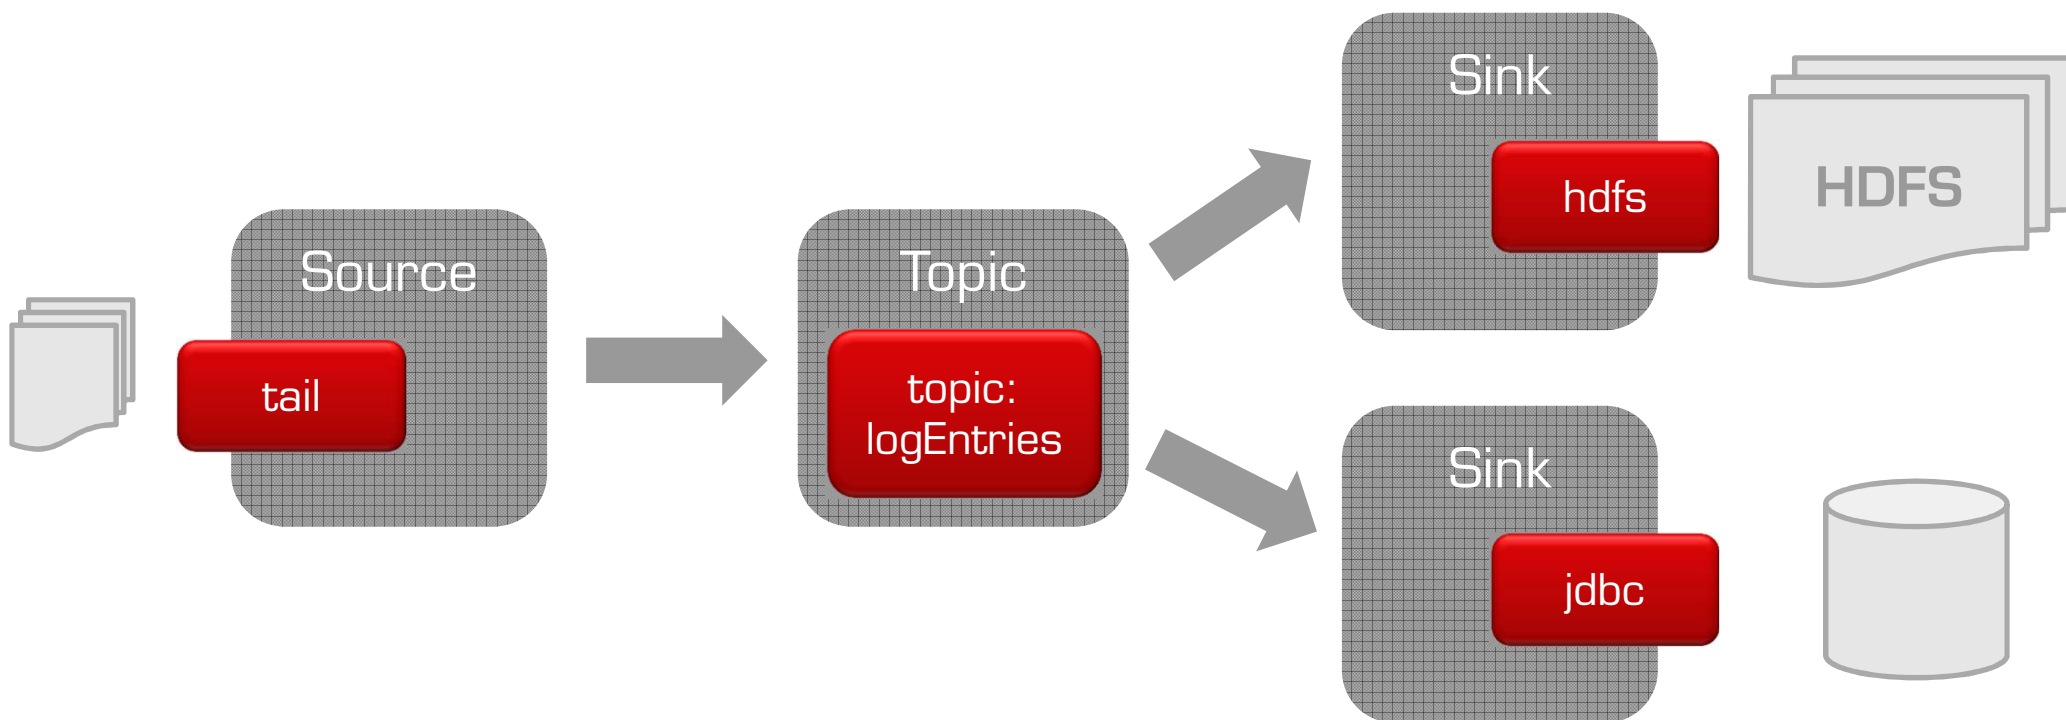 Source
tail
Topic
topic:
logEntries
Sink
hdfs
HDFS
Sink
jdbc